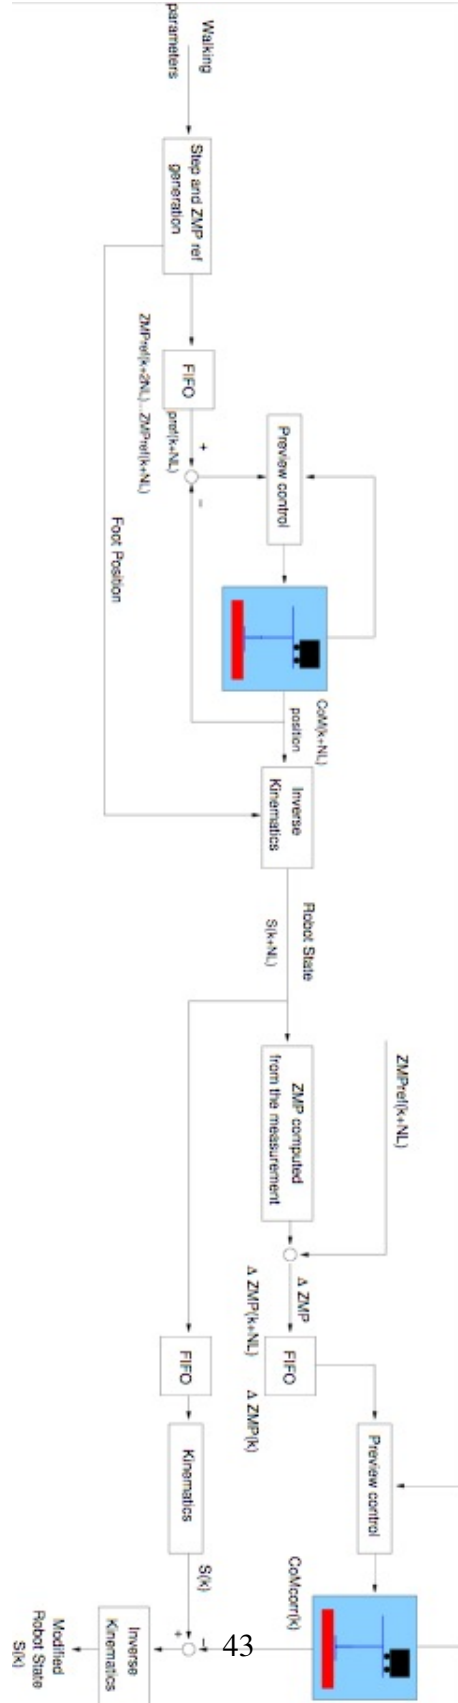 Walking
parameters
Step and ZMP ref
generation
FIFO
ZMPref(k+2NL)...ZMPref(k+NL)
pref(k+NL)
+
-
Preview control
Foot Position
CoM(k+NL)
position
Inverse
Kinematics
Robot State
S(k+NL)
ZMPref(k+NL)
ZMP computed
from the measurement
Δ ZMP
Δ ZMP(k+NL)
FIFO
Δ ZMP(k)
FIFO
Preview control
Kinematics
CoMcorr(k)
S(k)
+
-
43
Inverse
Kinematics
Modified
Robot State
S(k)